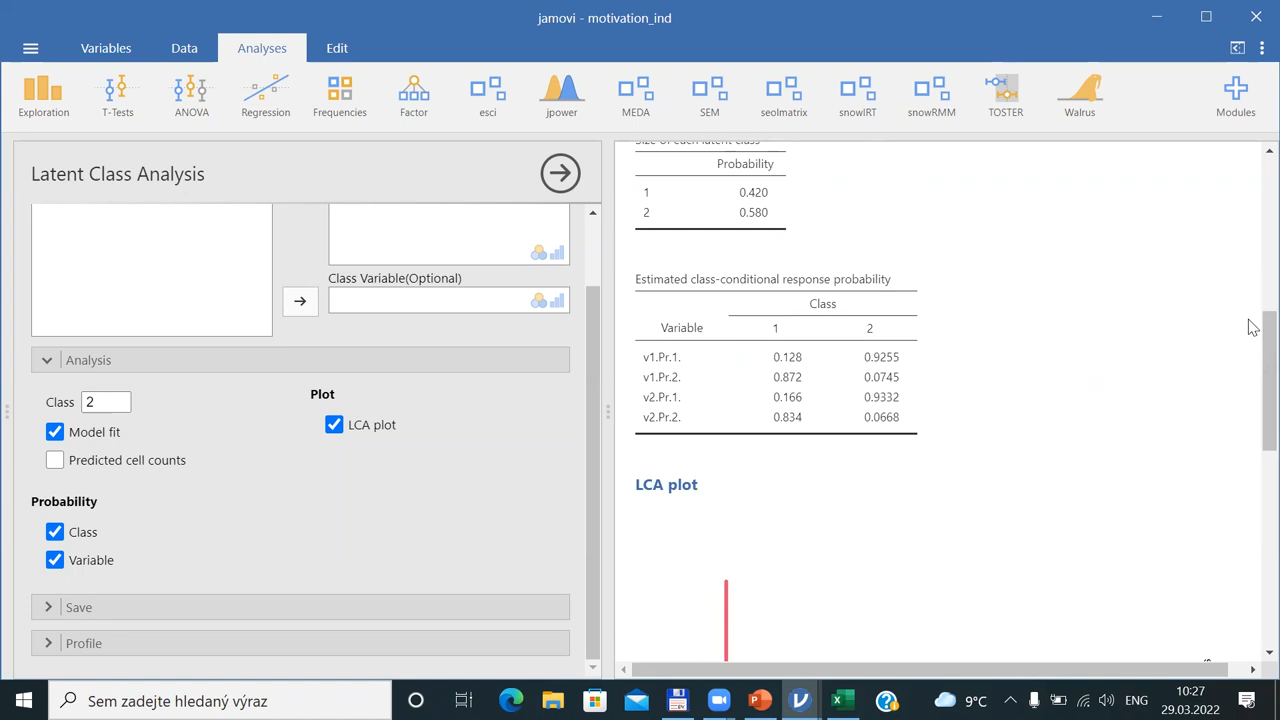 jamovi - motivation_ind
Variables Data Analyses Edit
Exploration T-Tests ANOVA Regression Frequencies Factor esci jpower MEDA SEM seolmatrix snowIRT snowRMM TOSTER Walrus Modules
Latent Class Analysis
Class Variable(Optional)
Analysis
Class 2
Model fit
Predicted cell counts
Plot
LCA plot
Probability
Class
Variable
Save
Profile
Size of each latent class
Probability
1 0.420
2 0.580
Estimated class-conditional response probability
Class
Variable 1 2
v1.Pr.1. 0.128 0.9255
v1.Pr.2. 0.872 0.0745
v2.Pr.1. 0.166 0.9332
v2.Pr.2. 0.834 0.0668
LCA plot
Sem zadejte hledaný výraz
9°C
ENG
10:27
29.03.2022